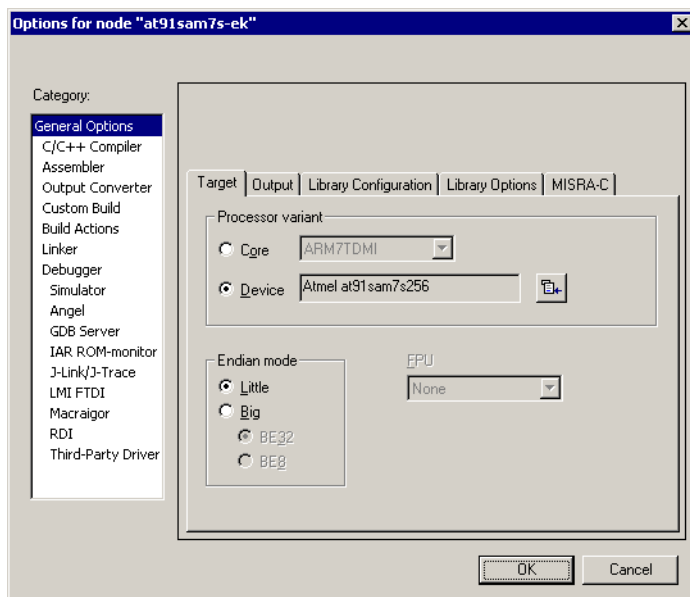 Options for node "at91sam7s-ek"
Category:
General Options
C/C++ Compiler
Assembler
Output Converter
Custom Build
Build Actions
Linker
Debugger
Simulator
Angel
GDB Server
IAR ROM-monitor
J-Link/J-Trace
LMI FTDI
Macraigor
RDI
Third-Party Driver
Target Output Library Configuration Library Options MISRA-C
Processor variant
Core ARM7TDMI
Device Atmel at91sam7s256
Endian mode
Little
Big
BE32
BE8
FPU
None
OK Cancel